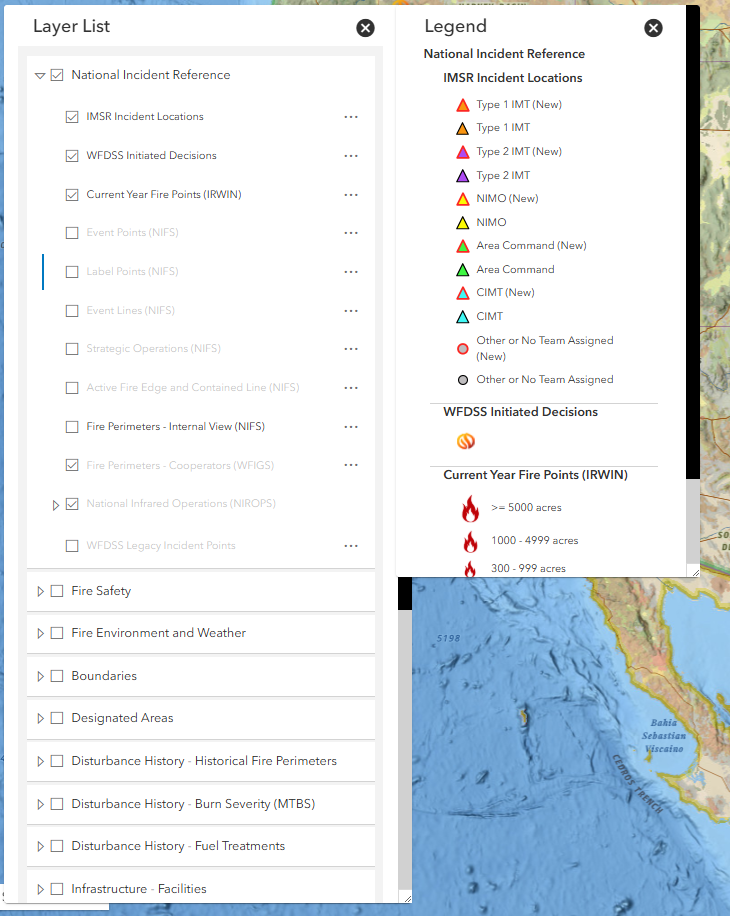 Layer List
National Incident Reference
IMSR Incident Locations
WFDSS Initiated Decisions
Current Year Fire Points (IRWIN)
Event Points (NIFS)
Label Points (NIFS)
Event Lines (NIFS)
Strategic Operations (NIFS)
Active Fire Edge and Contained Line (NIFS)
Fire Perimeters - Internal View (NIFS)
Fire Perimeters - Cooperators (WFIGS)
National Infrared Operations (NIROPS)
WFDSS Legacy Incident Points
Fire Safety
Fire Environment and Weather
Boundaries
Designated Areas
Disturbance History - Historical Fire Perimeters
Disturbance History - Burn Severity (MTBS)
Disturbance History - Fuel Treatments
Infrastructure - Facilities
Legend
National Incident Reference
IMSR Incident Locations
Type 1 IMT (New)
Type 1 IMT
Type 2 IMT (New)
Type 2 IMT
NIMO (New)
NIMO
Area Command (New)
Area Command
CIMT (New)
CIMT
Other or No Team Assigned
(New)
Other or No Team Assigned
WFDSS Initiated Decisions
Current Year Fire Points (IRWIN)
>= 5000 acres
1000 - 4999 acres
300 - 999 acres
5198
Bahia
Sebastian
Vizcaino
CEDROS TRENCH